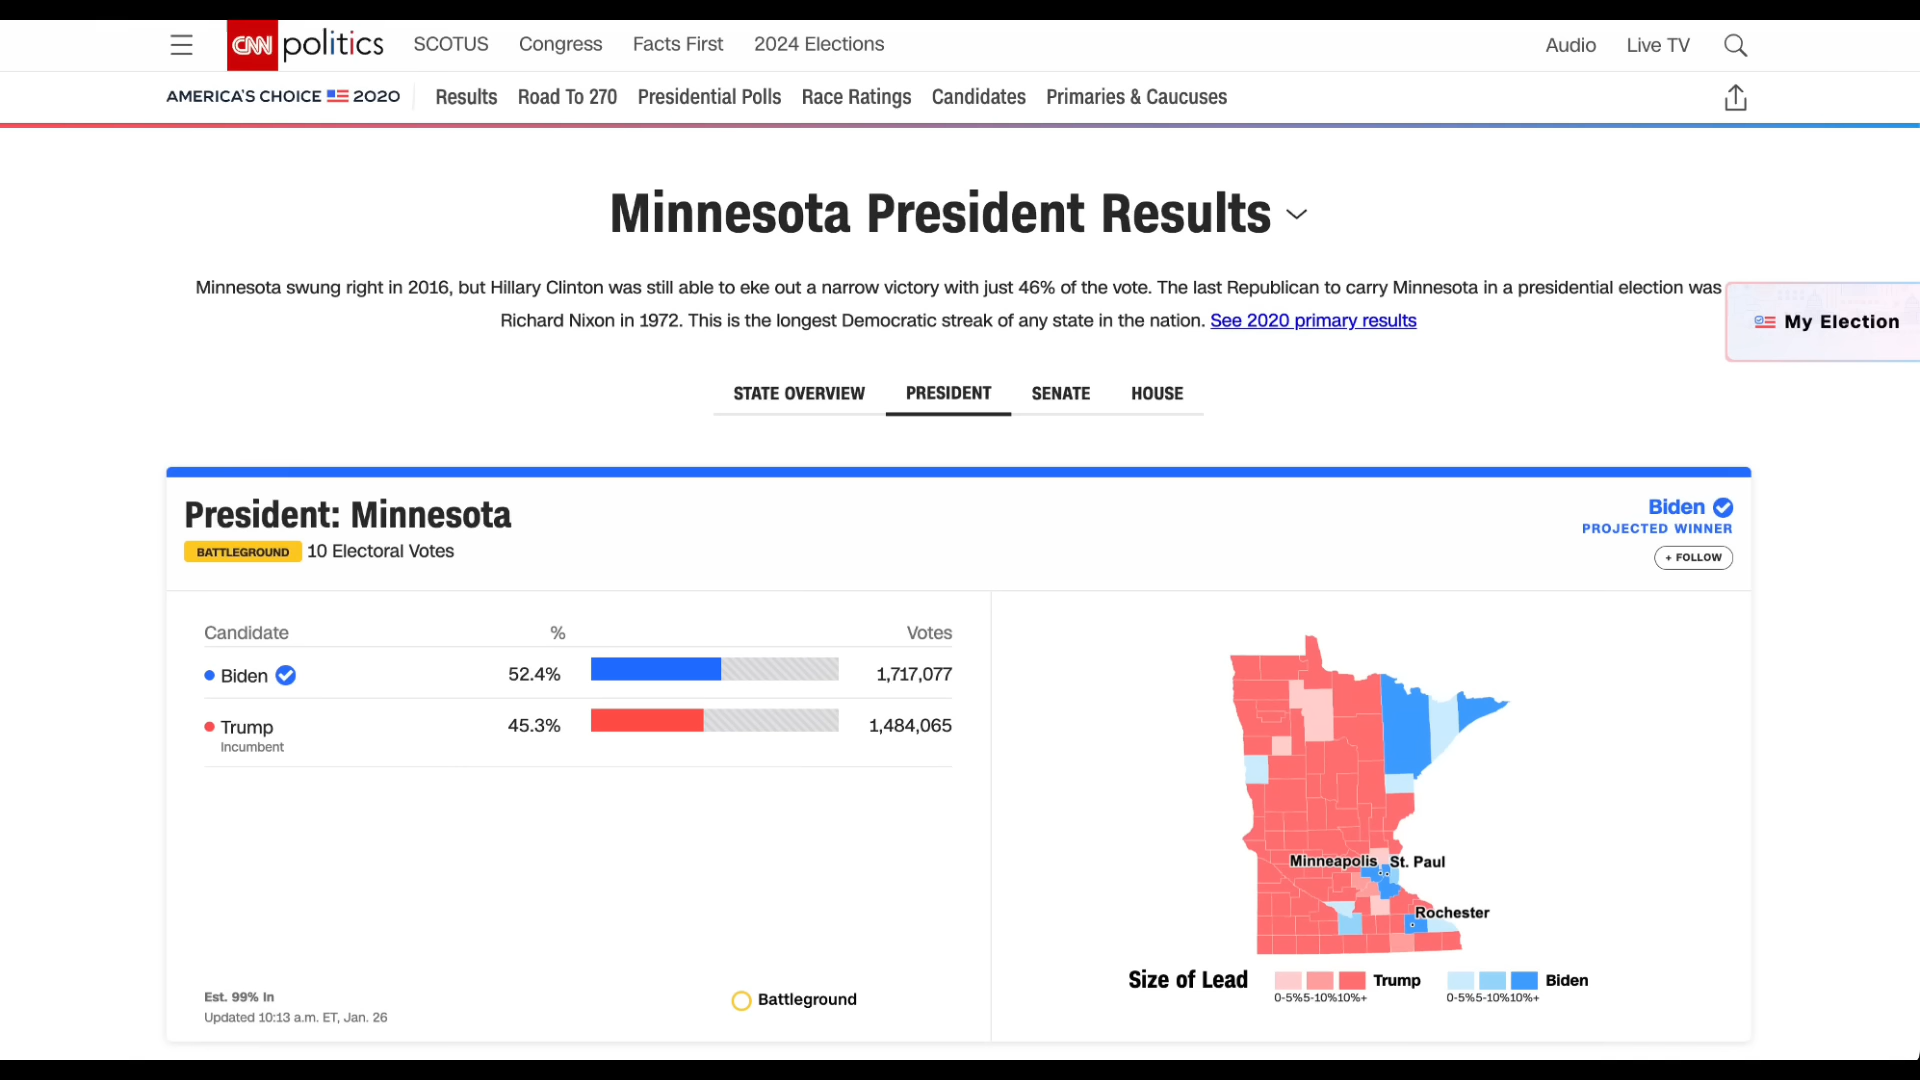 CNN politics SCOTUS Congress Facts First 2024 Elections Audio Live TV
AMERICA'S CHOICE 2020 Results Road To 270 Presidential Polls Race Ratings Candidates Primaries & Caucuses
Minnesota President Results
Minnesota swung right in 2016, but Hillary Clinton was still able to eke out a narrow victory with just 46% of the vote. The last Republican to carry Minnesota in a presidential election was
Richard Nixon in 1972. This is the longest Democratic streak of any state in the nation. See 2020 primary results
My Election
STATE OVERVIEW PRESIDENT SENATE HOUSE
President: Minnesota
BATTLEGROUND 10 Electoral Votes
Biden
PROJECTED WINNER
+ FOLLOW
Candidate % Votes
Biden 52.4% 1,717,077
Trump 45.3% 1,484,065
Incumbent
Est. 99% In
Updated 10:13 a.m. ET, Jan. 26
Battleground
Minneapolis St. Paul
Rochester
Size of Lead Trump Biden
0-5%5-10%10%+ 0-5%5-10%10%+